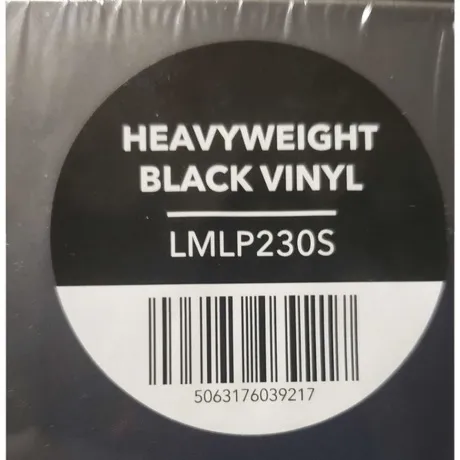 HEAVYWEIGHT
BLACK VINYL
LMLP230S
5063176039217